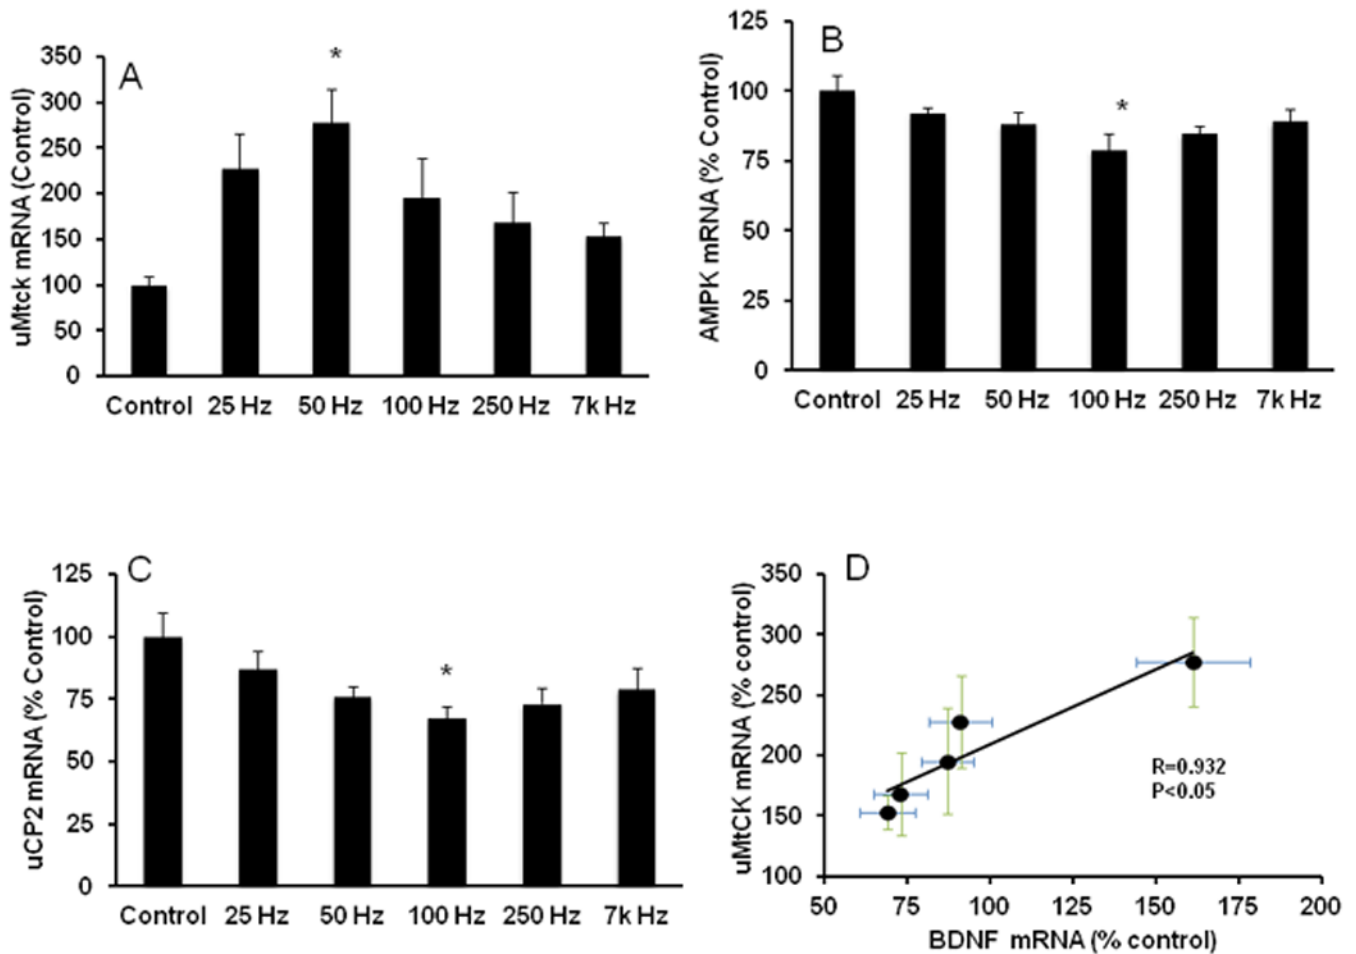 A
*
350
300
250
200
150
100
50
0
uMtck mRNA (Control)
Control 25 Hz 50 Hz 100 Hz 250 Hz 7k Hz
B
*
125
100
75
50
25
0
AMPK mRNA (% Control)
Control 25 Hz 50 Hz 100 Hz 250 Hz 7k Hz
C
*
125
100
75
50
25
0
uCP2 mRNA (% Control)
Control 25 Hz 50 Hz 100 Hz 250 Hz 7k Hz
D
350
300
250
200
150
100
uMtCK mRNA (% control)
R=0.932
P<0.05
50 75 100 125 150 175 200
BDNF mRNA (% control)